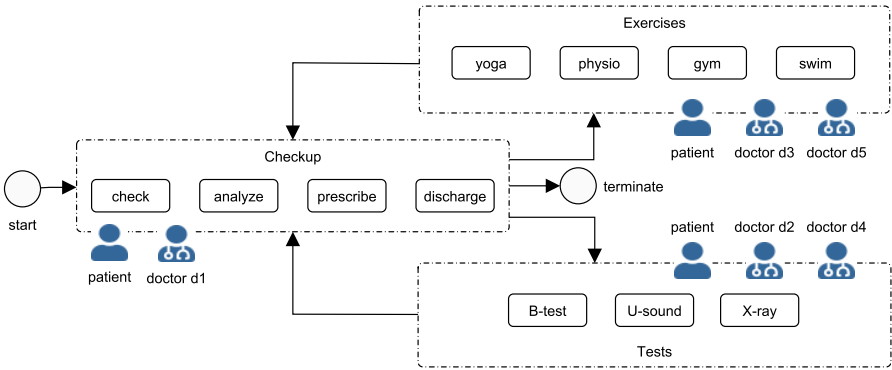 Exercises
yoga
physio
gym
swim
patient
doctor d3
doctor d5
Checkup
check
analyze
prescribe
discharge
start
terminate
patient
doctor d1
patient
doctor d2
doctor d4
B-test
U-sound
X-ray
Tests